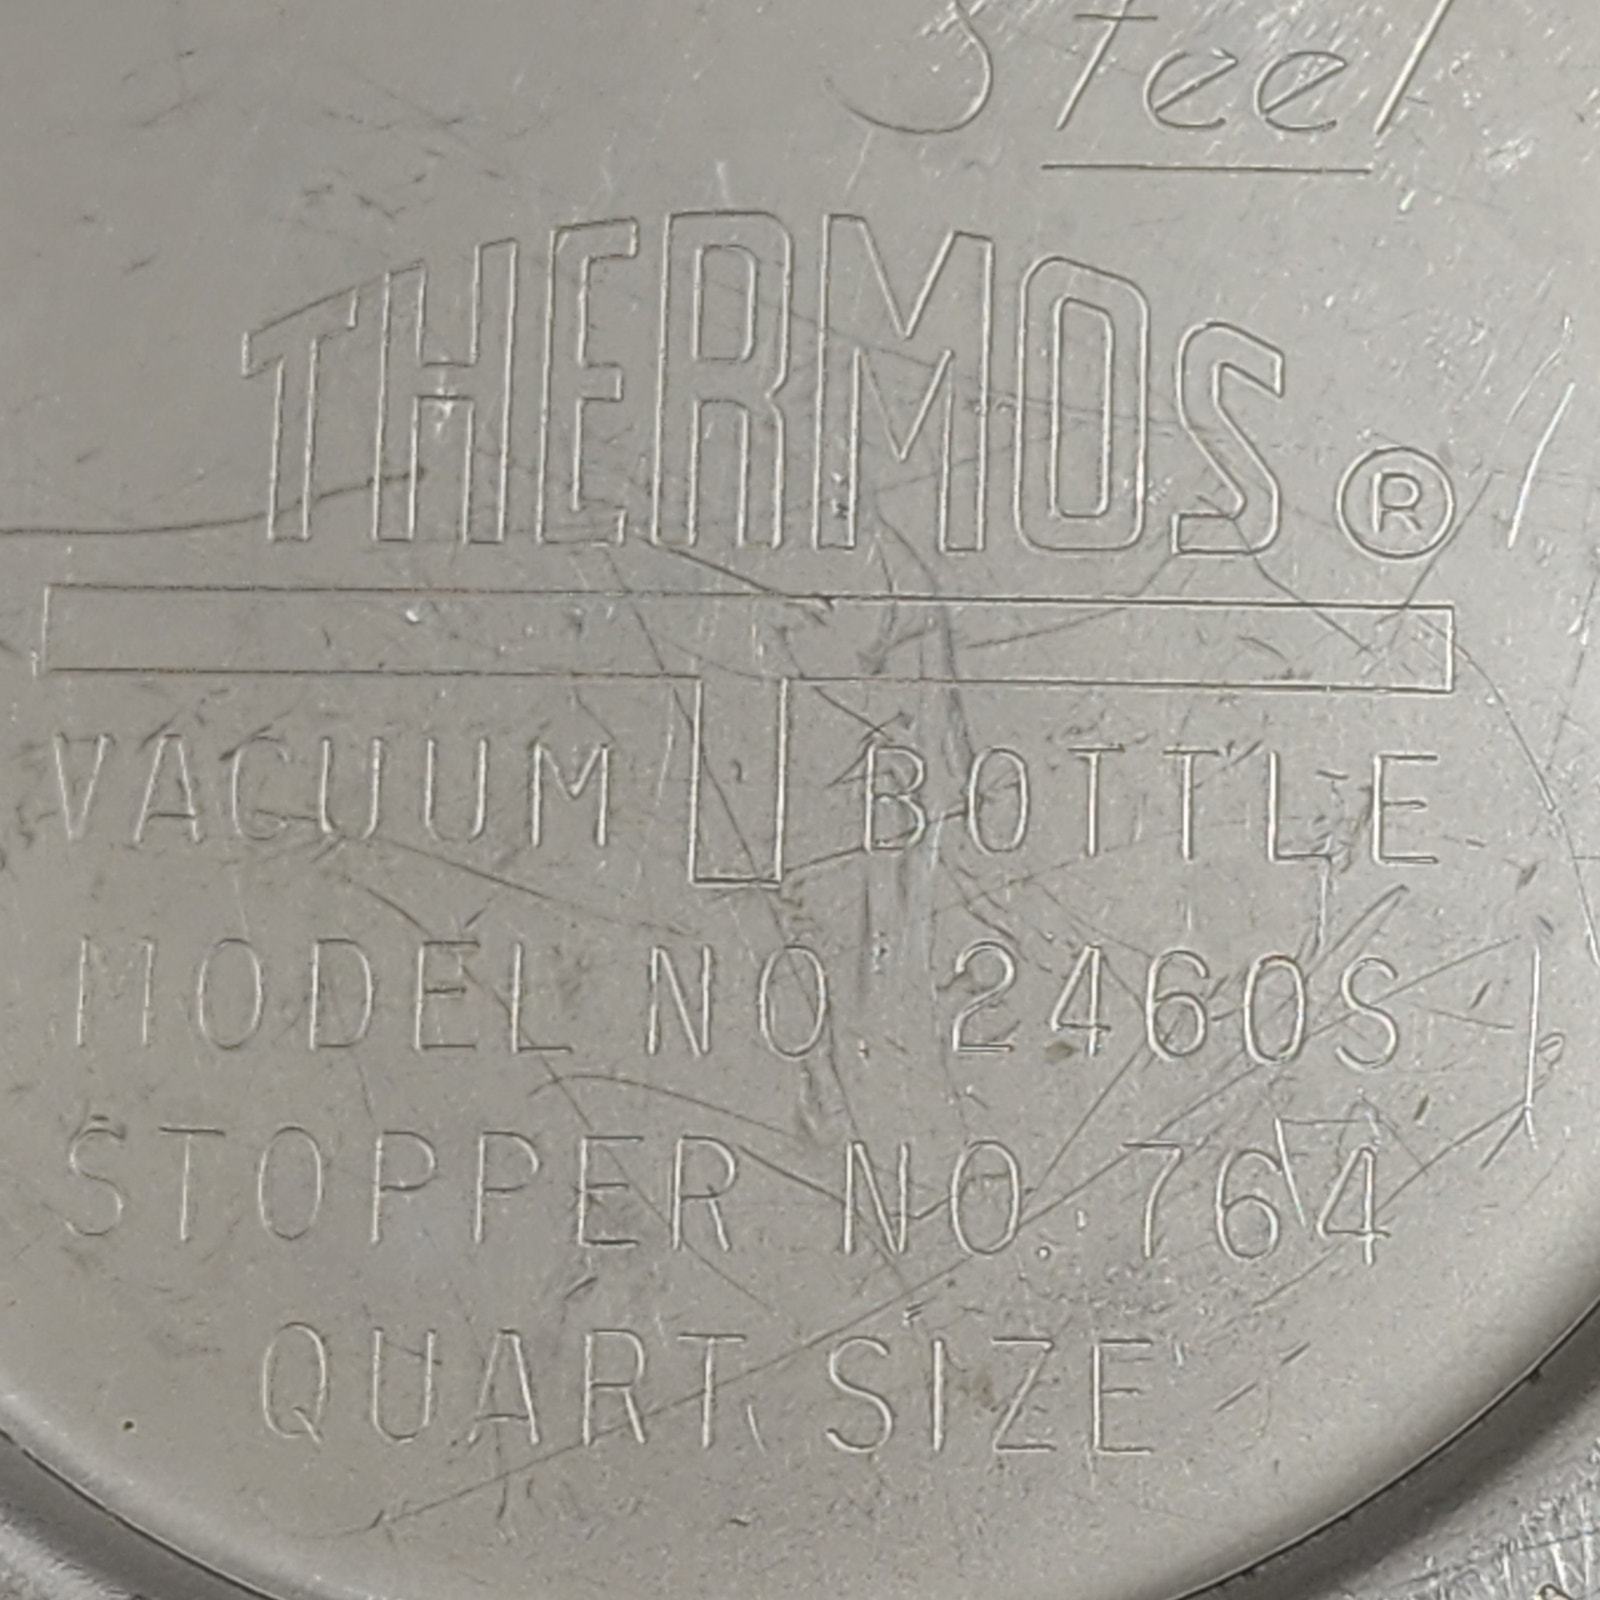 Steel
THERMOS®
VACUUM BOTTLE
MODEL NO. 2460S
STOPPER NO. 764
QUART SIZE